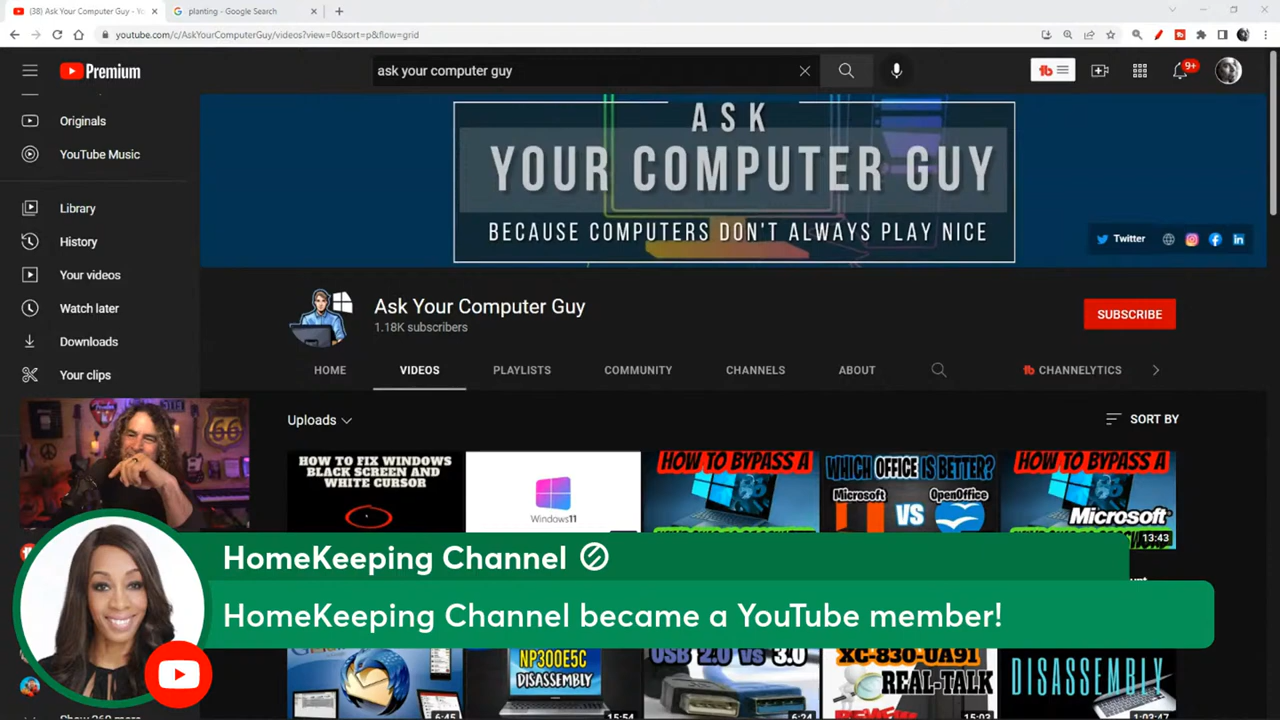 (38) Ask Your Computer Guy - Yo
planting - Google Search
youtube.com/c/AskYourComputerGuy/videos?view=0&sort=p&flow=grid
Premium
ask your computer guy
tb
9+
Originals
YouTube Music
Library
History
Your videos
Watch later
Downloads
Your clips
ASK
YOUR COMPUTER GUY
BECAUSE COMPUTERS DON'T ALWAYS PLAY NICE
Twitter
Ask Your Computer Guy
1.18K subscribers
SUBSCRIBE
HOME
VIDEOS
PLAYLISTS
COMMUNITY
CHANNELS
ABOUT
tb CHANNELYTICS
Uploads
SORT BY
HOW TO FIX WINDOWS
BLACK SCREEN AND
WHITE CURSOR
Windows11
HOW TO BYPASS A
WHICH OFFICE IS BETTER?
Microsoft
OpenOffice
VS
HOW TO BYPASS A
Microsoft
13:43
66
HomeKeeping Channel
HomeKeeping Channel became a YouTube member!
6:45
NP300E5C
DISASSEMBLY
15:54
USB 2.0 vs 3.0
6:24
XC-830-UA91
REAL-TALK
REVIEW
15:03
DISASSEMBLY
1:03:47